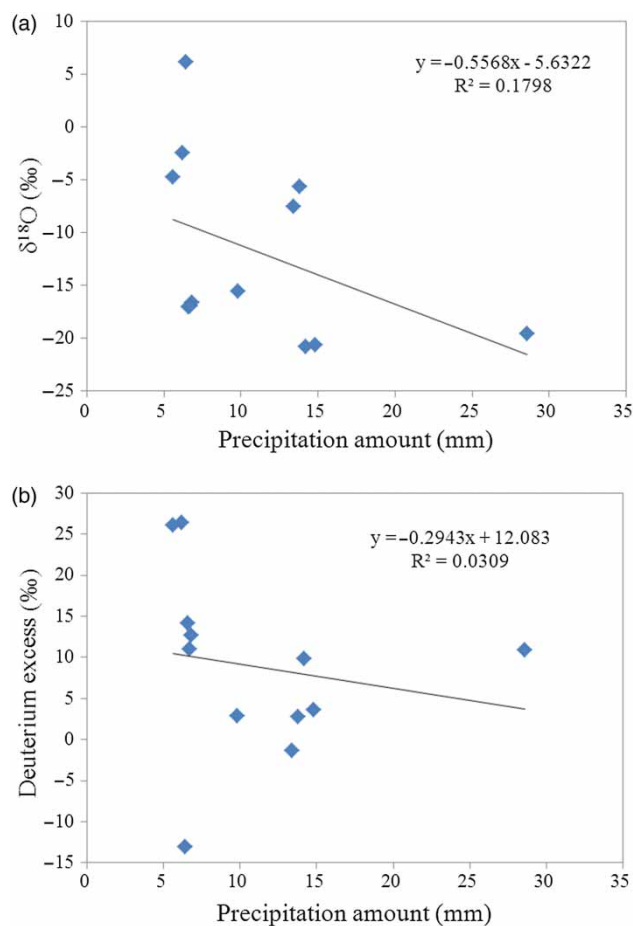 (a)
10
5
0
−5
−10
−15
−20
−25
δ¹⁸O (‰)
y = −0.5568x - 5.6322
R² = 0.1798
0 5 10 15 20 25 30 35
Precipitation amount (mm)
(b)
30
25
20
15
10
5
0
−5
−10
−15
Deuterium excess (‰)
y = −0.2943x + 12.083
R² = 0.0309
0 5 10 15 20 25 30 35
Precipitation amount (mm)